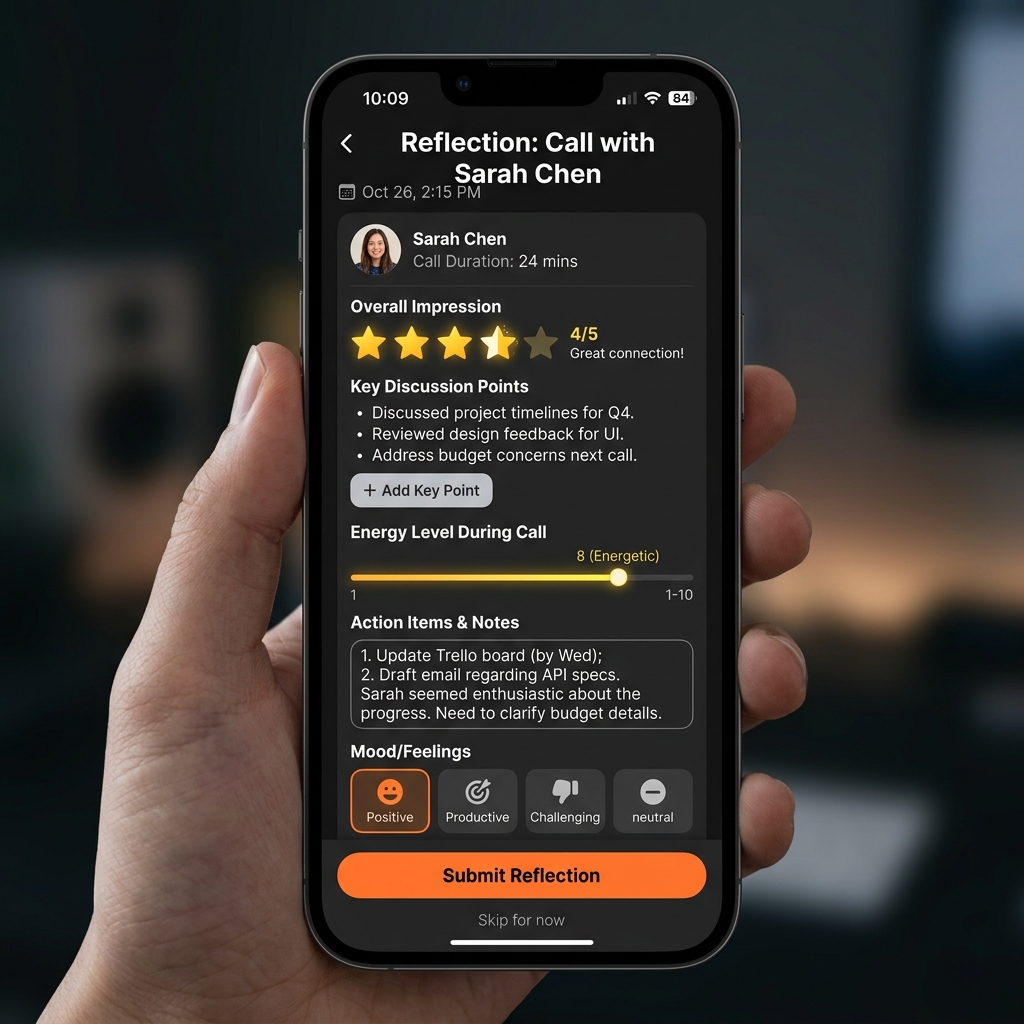 10:09
84
Reflection: Call with
Sarah Chen
Oct 26, 2:15 PM
Sarah Chen
Call Duration: 24 mins
Overall Impression
4/5
Great connection!
Key Discussion Points
• Discussed project timelines for Q4.
• Reviewed design feedback for UI.
• Address budget concerns next call.
+ Add Key Point
Energy Level During Call
8 (Energetic)
1
1-10
Action Items & Notes
1. Update Trello board (by Wed);
2. Draft email regarding API specs.
Sarah seemed enthusiastic about the
progress. Need to clarify budget details.
Mood/Feelings
Positive
Productive
Challenging
neutral
Submit Reflection
Skip for now